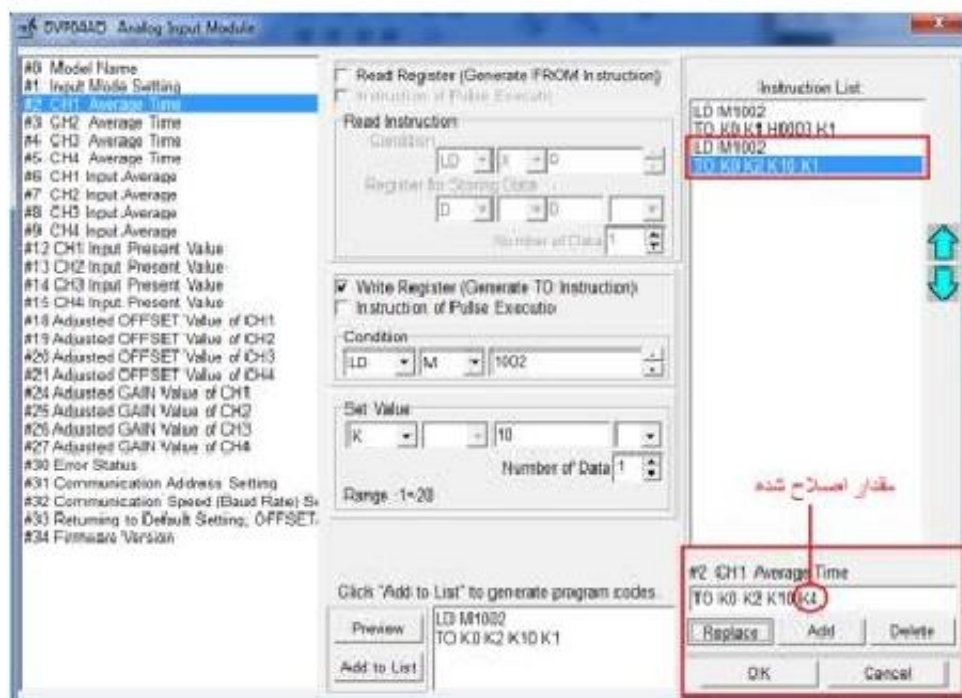 DVP04AD Analog Input Module
#0 Model Name
#1 Input Mode Setting
#2 CH1 Average Time
#3 CH2 Average Time
#4 CH3 Average Time
#5 CH4 Average Time
#6 CH1 Input Average
#7 CH2 Input Average
#8 CH3 Input Average
#9 CH4 Input Average
#12 CH1 Input Present Value
#13 CH2 Input Present Value
#14 CH3 Input Present Value
#15 CH4 Input Present Value
#18 Adjusted OFFSET Value of CH1
#19 Adjusted OFFSET Value of CH2
#20 Adjusted OFFSET Value of CH3
#21 Adjusted OFFSET Value of CH4
#24 Adjusted GAIN Value of CH1
#25 Adjusted GAIN Value of CH2
#26 Adjusted GAIN Value of CH3
#27 Adjusted GAIN Value of CH4
#30 Error Status
#31 Communication Address Setting
#32 Communication Speed (Baud Rate) Se
#33 Returning to Default Setting, OFFSET
#34 Firmware Version
Read Register (Generate FROM Instruction)
Instruction of Pulse Executio
Read Instruction
Condition
LD X 0
Register for Storing Data
D 0
Number of Data 1
Write Register (Generate TO Instruction)
Instruction of Pulse Executio
Condition
LD M 1002
Set Value
K 10
Number of Data 1
Range :1~20
Click "Add to List" to generate program codes.
Preview
Add to List
LD M1002
TO K0 K2 K10 K1
Instruction List
LD M1002
TO K0 K1 H0003 K1
LD M1002
TO K0 K2 K10 K1
مقدار اصلاح شده
#2 CH1 Average Time
TO K0 K2 K10 K4
Replace Add Delete
OK Cancel